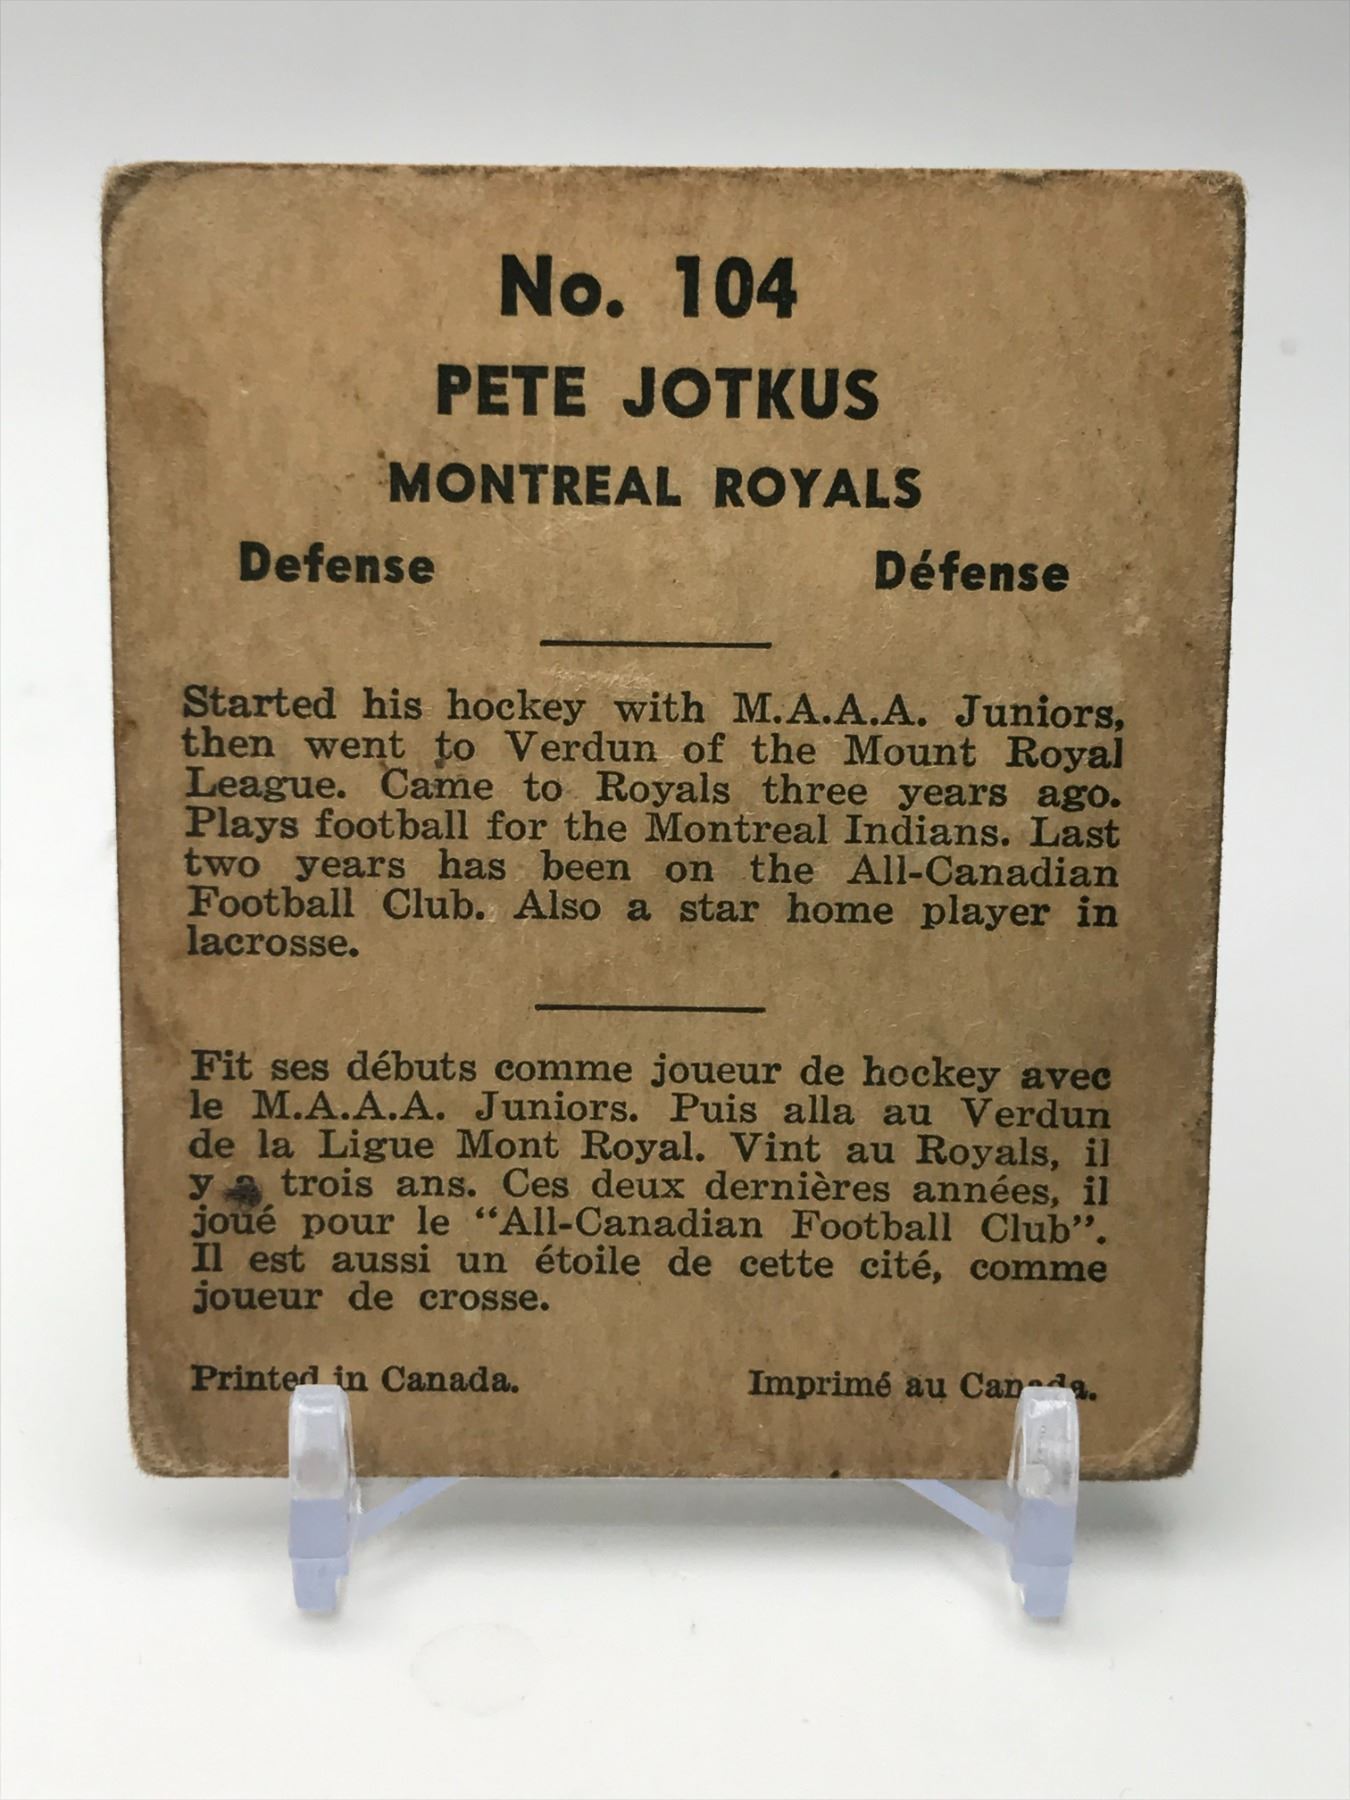 No. 104
PETE JOTKUS
MONTREAL ROYALS
Defense Défense
Started his hockey with M.A.A.A. Juniors,
then went to Verdun of the Mount Royal
League. Came to Royals three years ago.
Plays football for the Montreal Indians. Last
two years has been on the All-Canadian
Football Club. Also a star home player in
lacrosse.
Fit ses débuts comme joueur de hockey avec
le M.A.A.A. Juniors. Puis alla au Verdun
de la Ligue Mont Royal. Vint au Royals, il
y a trois ans. Ces deux dernières années, il
joué pour le “All-Canadian Football Club”.
Il est aussi un étoile de cette cité, comme
joueur de crosse.
Printed in Canada. Imprimé au Canada.